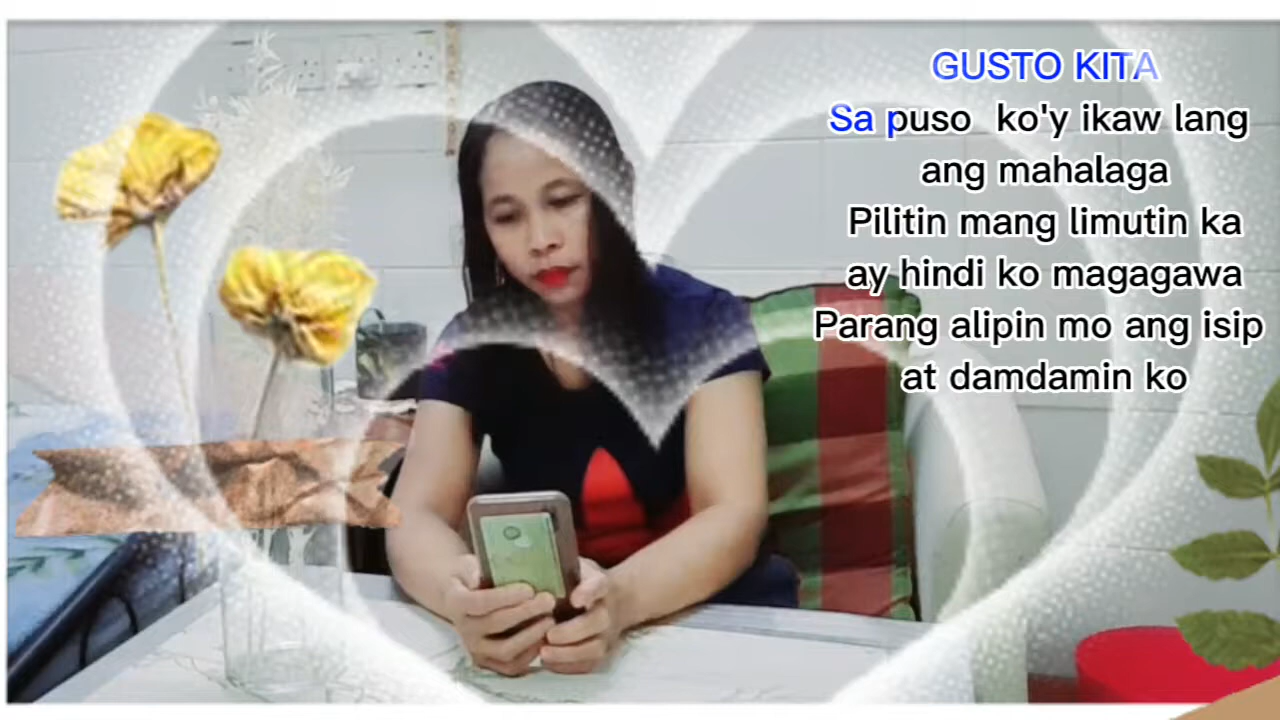 GUSTO KITA
Sa puso ko'y ikaw lang
ang mahalaga
Pilitin mang limutin ka
ay hindi ko magagawa
Parang alipin mo ang isip
at damdamin ko